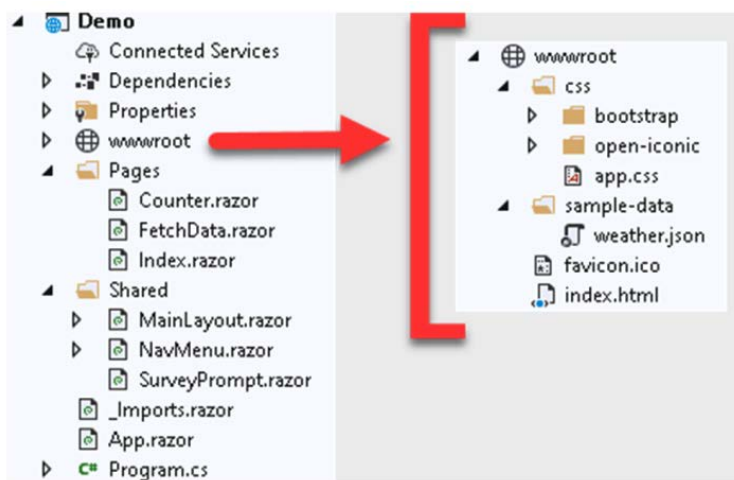 Demo
Connected Services
Dependencies
Properties
wwwroot
Pages
Counter.razor
FetchData.razor
Index.razor
Shared
MainLayout.razor
NavMenu.razor
SurveyPrompt.razor
_Imports.razor
App.razor
C# Program.cs
wwwroot
css
bootstrap
open-iconic
app.css
sample-data
weather.json
favicon.ico
index.html